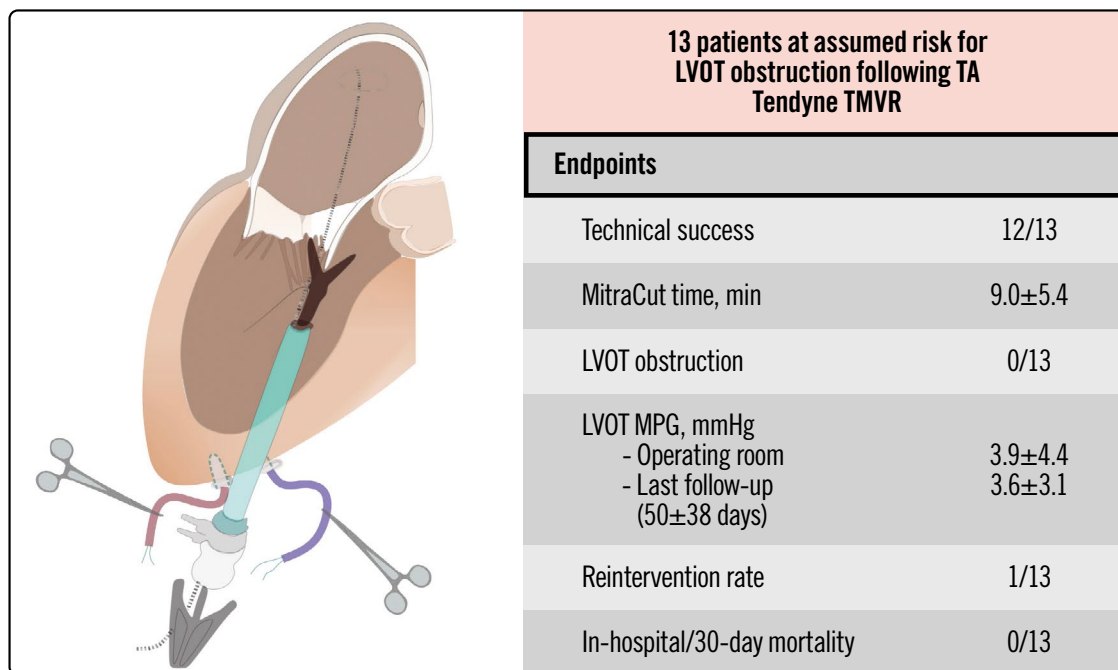 13 patients at assumed risk for
LVOT obstruction following TA
Tendyne TMVR
Endpoints
Technical success 12/13
MitraCut time, min 9.0±5.4
LVOT obstruction 0/13
LVOT MPG, mmHg
- Operating room 3.9±4.4
- Last follow-up 3.6±3.1
(50±38 days)
Reintervention rate 1/13
In-hospital/30-day mortality 0/13